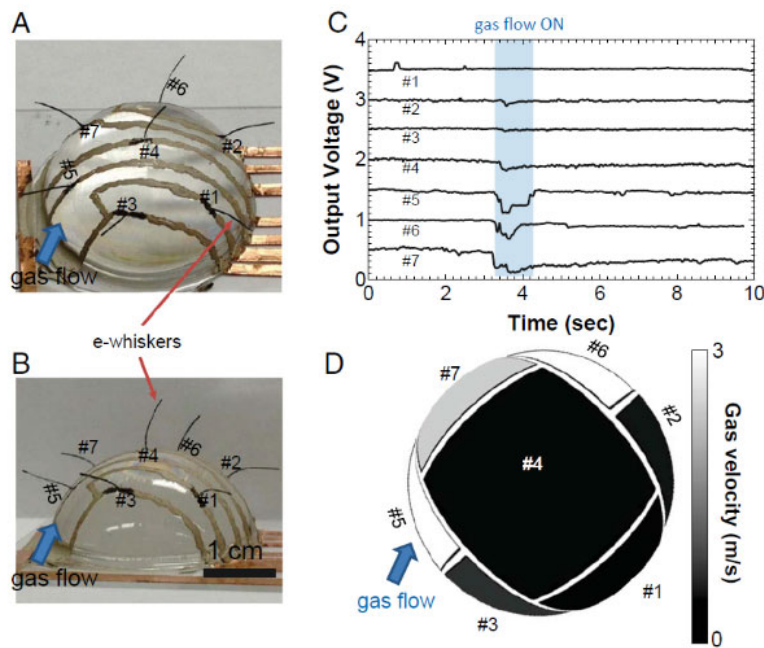 A
#6
#7
#4
#2
#5
#1
#3
gas flow
e-whiskers
B
#7
#4
#6
#2
#5
#3
#1
gas flow
1 cm
C
gas flow ON
Output Voltage (V)
4
3
2
1
0
#1
#2
#3
#4
#5
#6
#7
0 2 4 6 8 10
Time (sec)
D
#6
#7
#2
#4
#5
#1
#3
gas flow
3
Gas velocity (m/s)
0